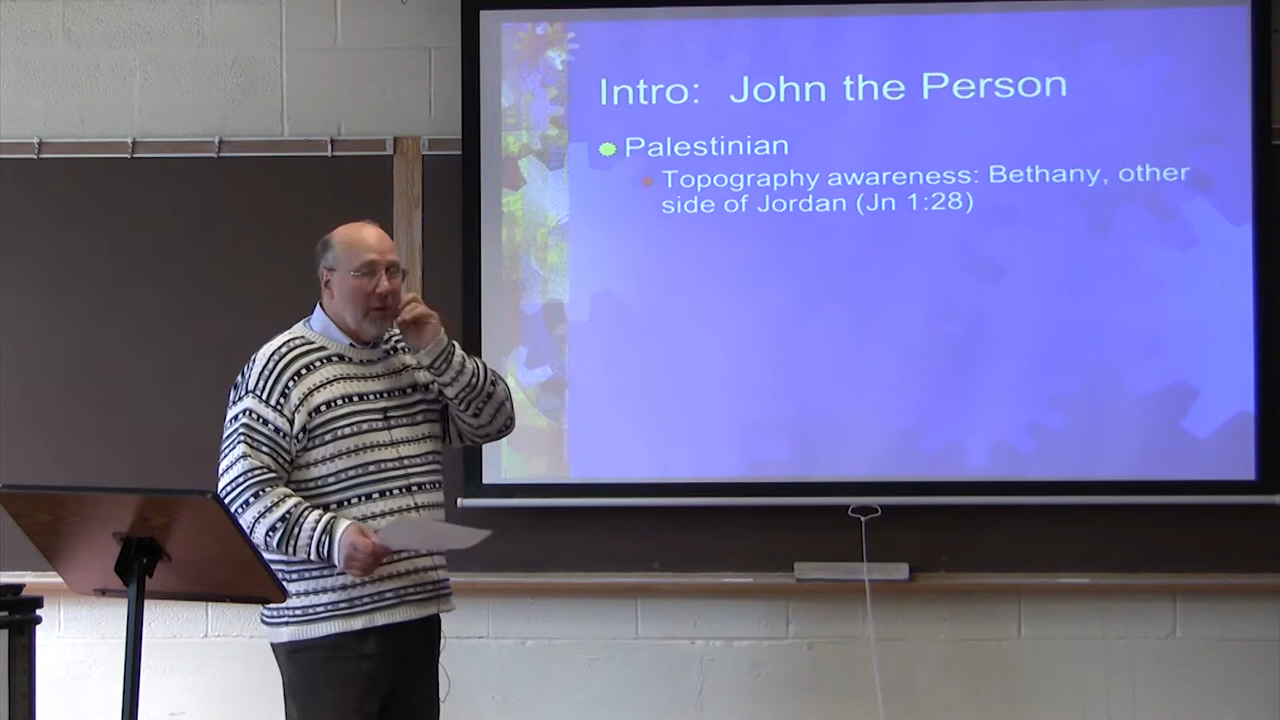 Intro: John the Person
Palestinian
Topography awareness: Bethany, other
side of Jordan (Jn 1:28)